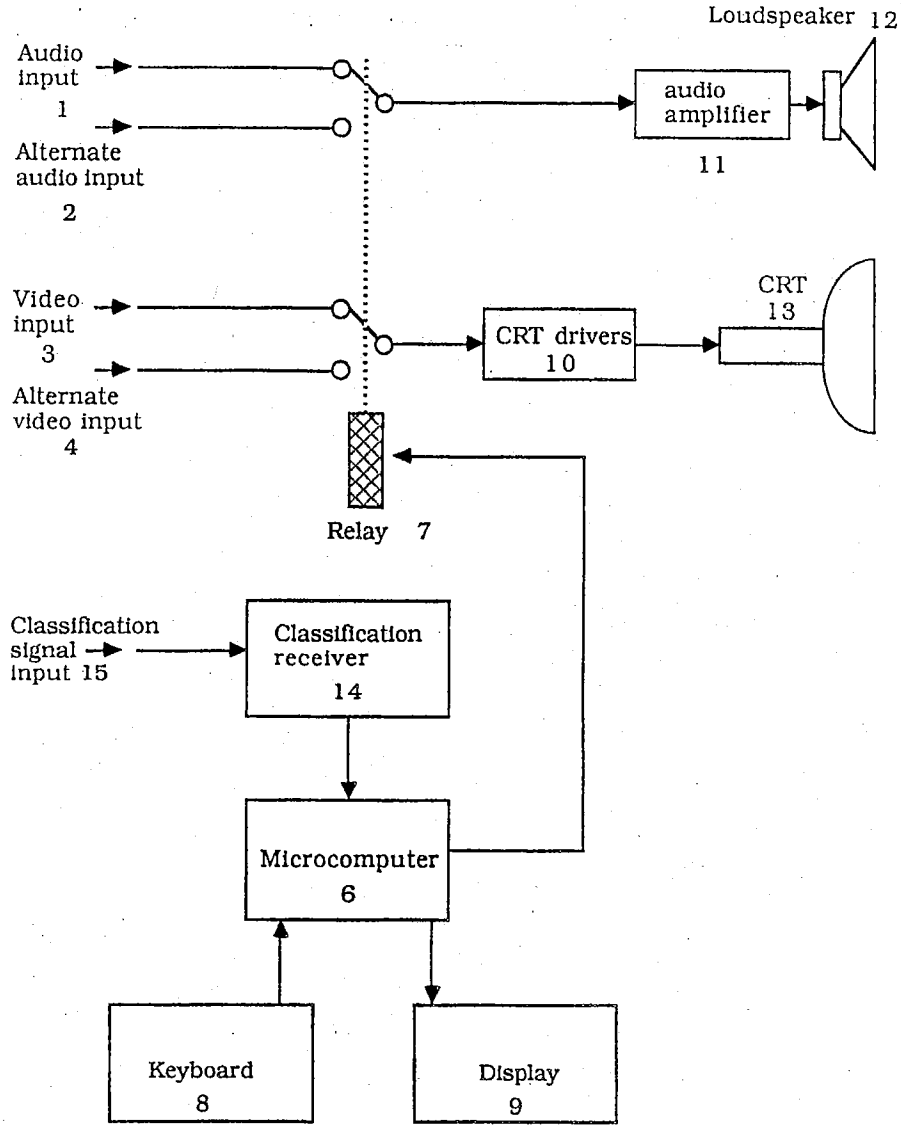 Loudspeaker 12
Audio
input
1
Alternate
audio input
2
audio
amplifier
11
Video
input
3
Alternate
video input
4
CRT drivers
10
CRT
13
Relay 7
Classification
signal
input 15
Classification
receiver
14
Microcomputer
6
Keyboard
8
Display
9